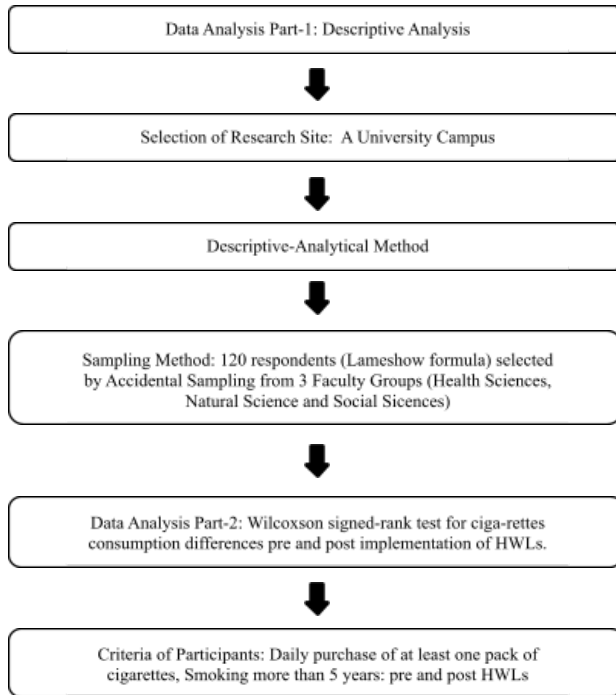 Data Analysis Part-1: Descriptive Analysis
Selection of Research Site: A University Campus
Descriptive-Analytical Method
Sampling Method: 120 respondents (Lameshow formula) selected
by Accidental Sampling from 3 Faculty Groups (Health Sciences,
Natural Science and Social Sicences)
Data Analysis Part-2: Wilcoxson signed-rank test for ciga-rettes
consumption differences pre and post implementation of HWLs.
Criteria of Participants: Daily purchase of at least one pack of
cigarettes, Smoking more than 5 years: pre and post HWLs